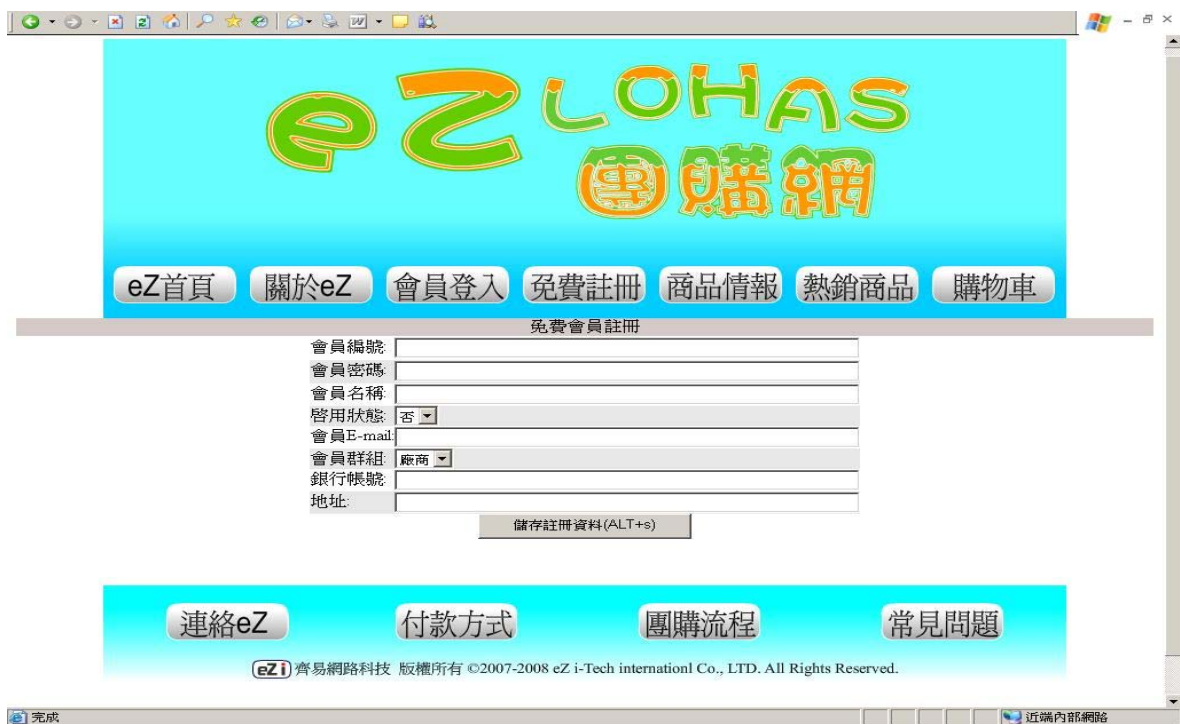 eZ LOHAS
團購網
eZ首頁 關於eZ 會員登入 免費註冊 商品情報 熱銷商品 購物車
免費會員註冊
會員編號:
會員密碼:
會員名稱:
啓用狀態: 否
會員E-mail:
會員群組: 廠商
銀行帳號:
地址:
儲存註冊資料(ALT+s)
連絡eZ 付款方式 團購流程 常見問題
eZi 齊易網路科技 版權所有 ©2007-2008 eZ i-Tech internationl Co., LTD. All Rights Reserved.
完成 近端內部網路